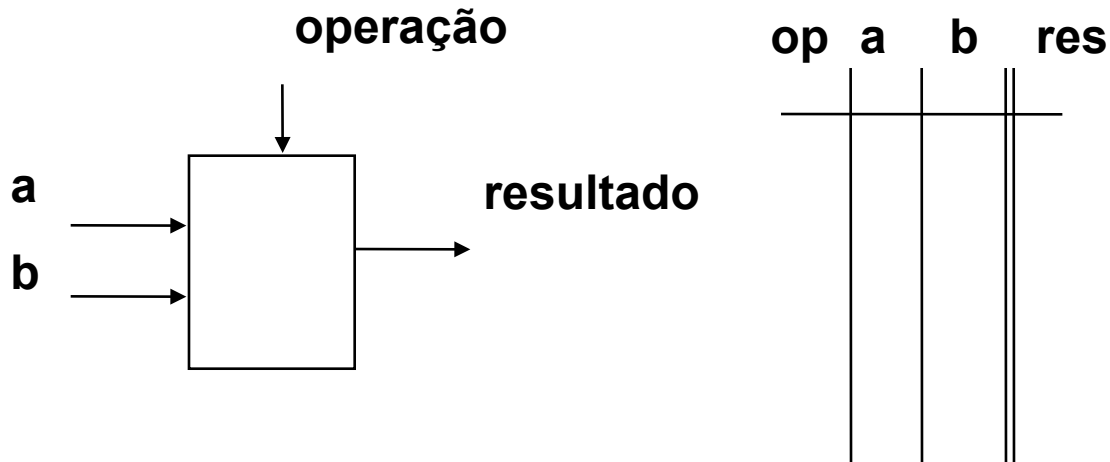 operação
op a b res
a
resultado
b